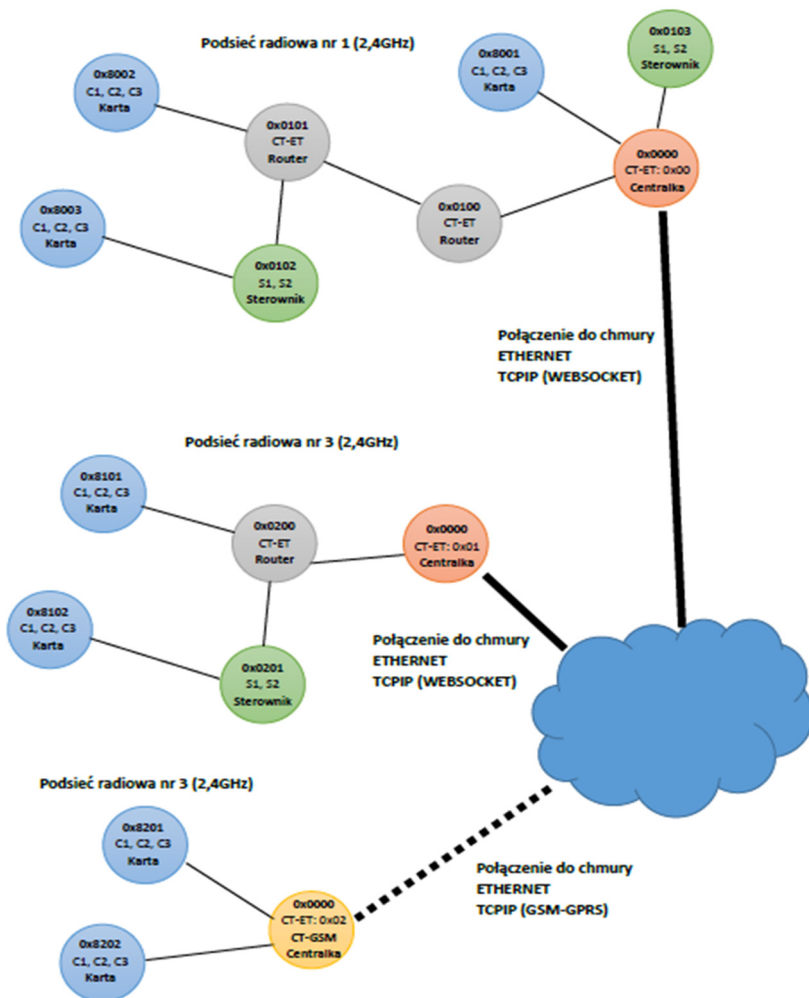 Podsieć radiowa nr 1 (2,4GHz)
0x8002
C1, C2, C3
Karta
0x8001
C1, C2, C3
Karta
0x0103
S1, S2
Sterownik
0x0101
CT-ET
Router
0x0000
CT-ET: 0x00
Centralka
0x8003
C1, C2, C3
Karta
0x0100
CT-ET
Router
0x0102
S1, S2
Sterownik
Połączenie do chmury
ETHERNET
TCPIP (WEBSOCKET)
Podsieć radiowa nr 3 (2,4GHz)
0x8101
C1, C2, C3
Karta
0x0200
CT-ET
Router
0x0000
CT-ET: 0x01
Centralka
0x8102
C1, C2, C3
Karta
0x0201
S1, S2
Sterownik
Połączenie do chmury
ETHERNET
TCPIP (WEBSOCKET)
Podsieć radiowa nr 3 (2,4GHz)
0x8201
C1, C2, C3
Karta
0x0000
CT-ET: 0x02
CT-GSM
Centralka
0x8202
C1, C2, C3
Karta
Połączenie do chmury
ETHERNET
TCPIP (GSM-GPRS)